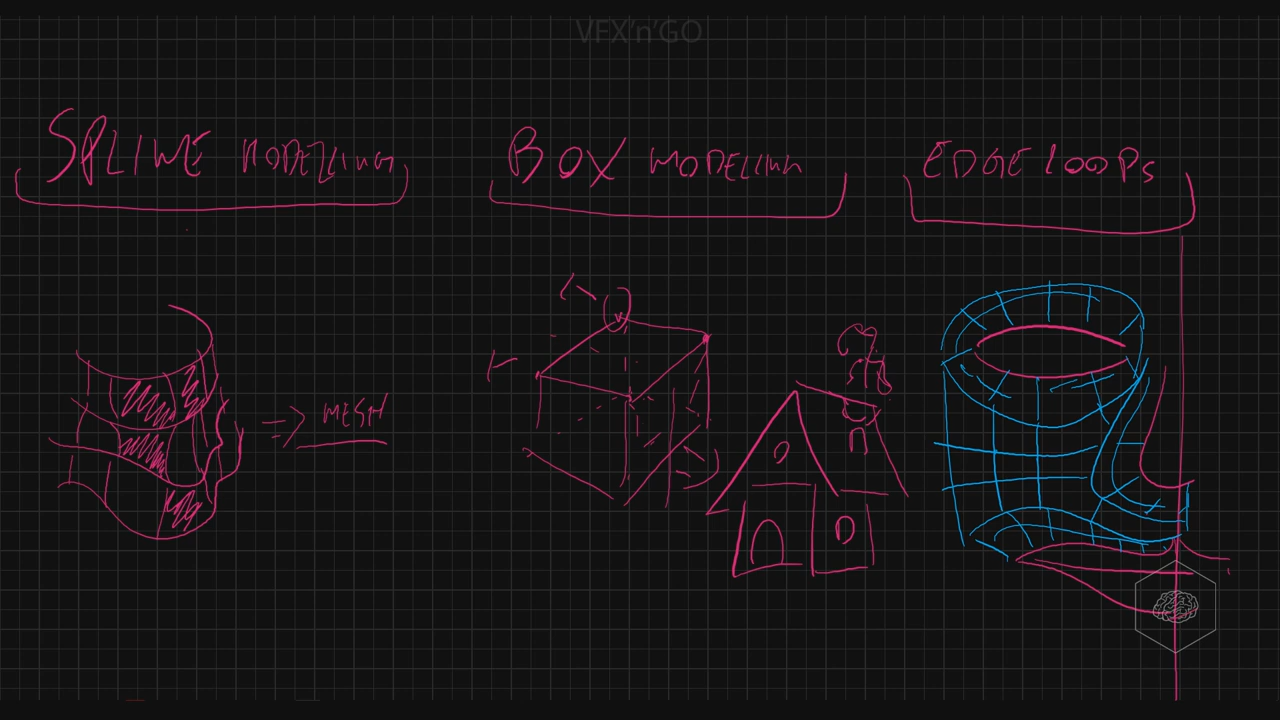 VFX'n'GO
SPLINE MODELLING
BOX MODELLING
EDGE LOOPS
=> MESH